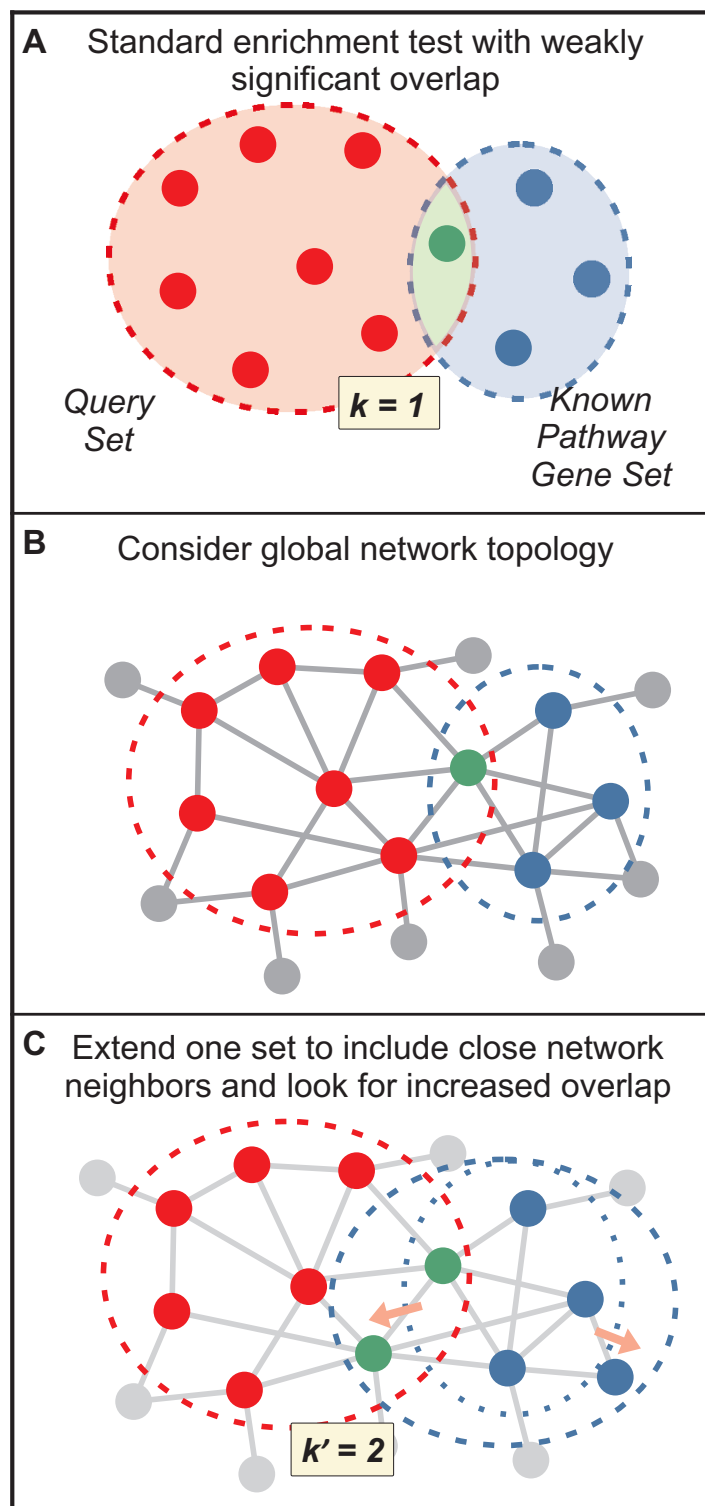 A
Standard enrichment test with weakly
significant overlap
Query
Set
k = 1
Known
Pathway
Gene Set
B
Consider global network topology
C
Extend one set to include close network
neighbors and look for increased overlap
k' = 2